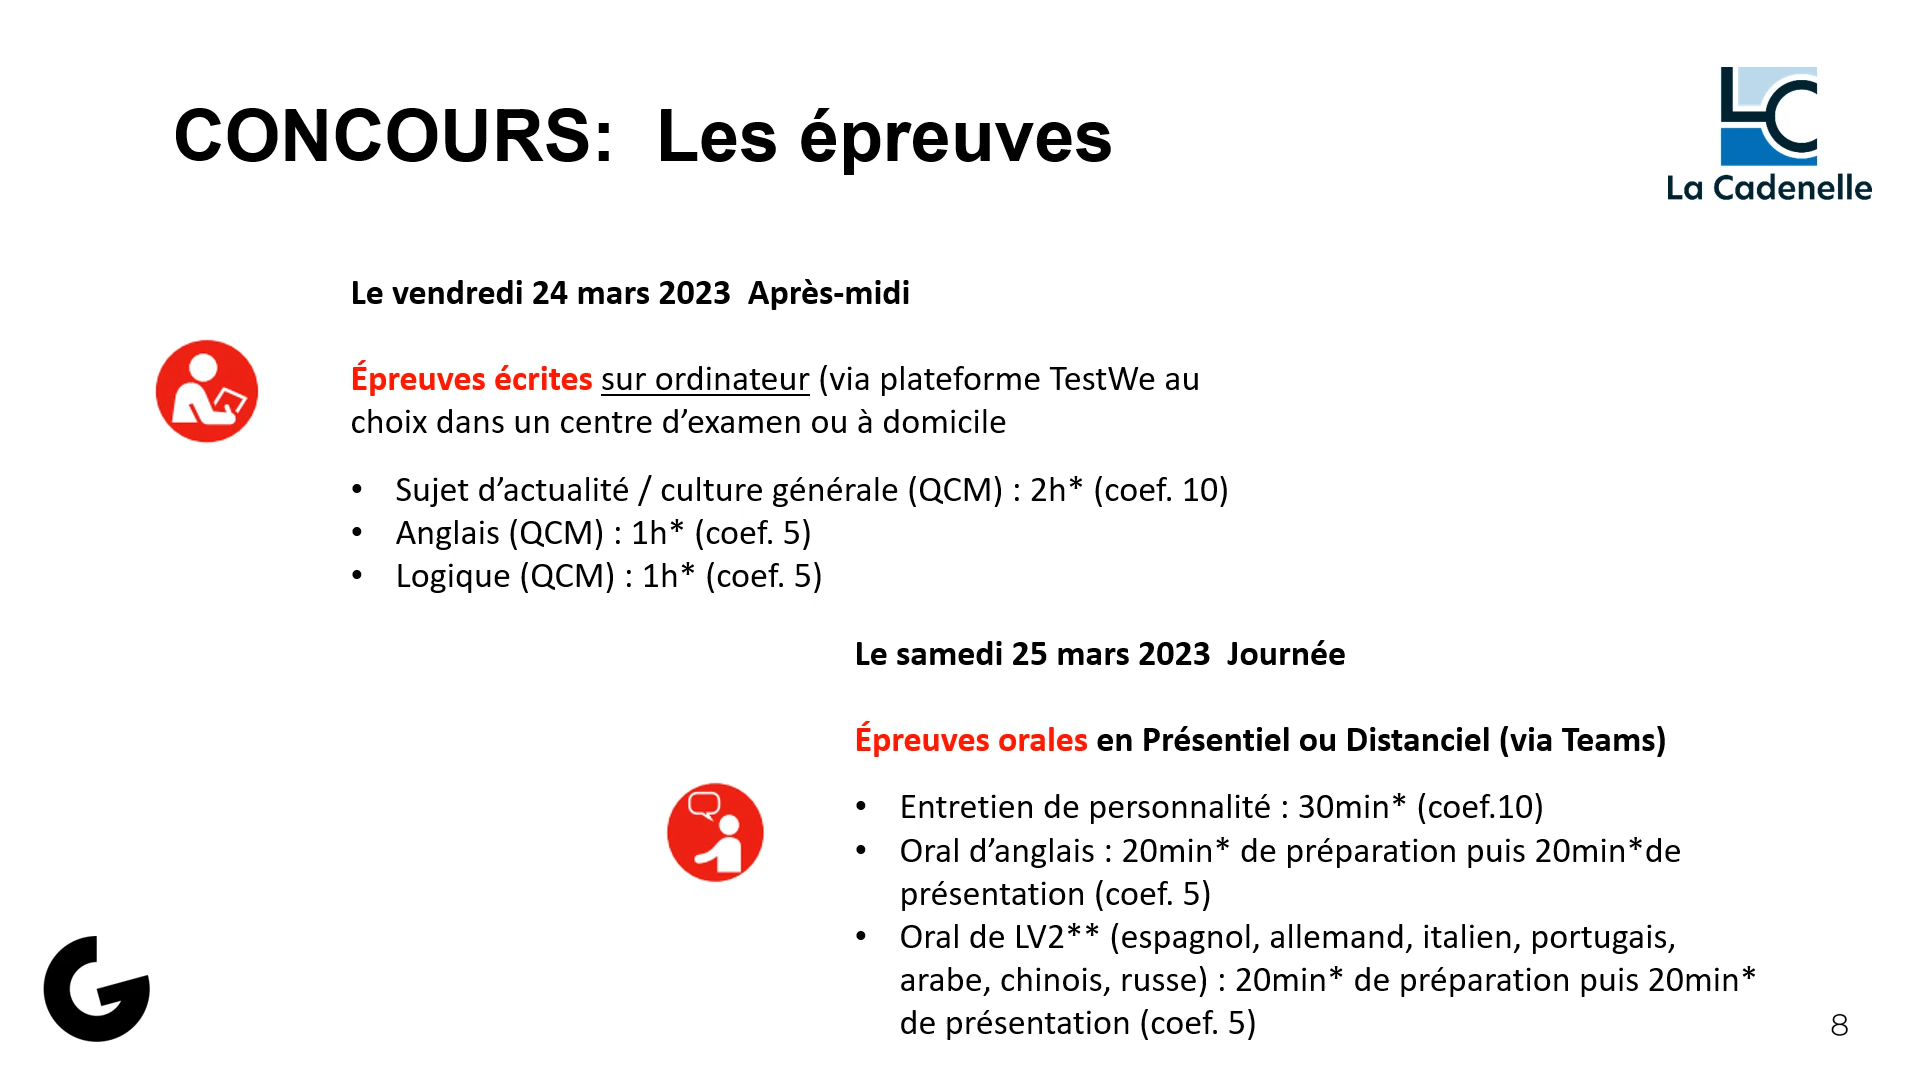 CONCOURS: Les épreuves
LC
La Cadenelle
Le vendredi 24 mars 2023 Après-midi
Épreuves écrites sur ordinateur (via plateforme TestWe au
choix dans un centre d’examen ou à domicile
• Sujet d’actualité / culture générale (QCM) : 2h* (coef. 10)
• Anglais (QCM) : 1h* (coef. 5)
• Logique (QCM) : 1h* (coef. 5)
Le samedi 25 mars 2023 Journée
Épreuves orales en Présentiel ou Distanciel (via Teams)
• Entretien de personnalité : 30min* (coef.10)
• Oral d’anglais : 20min* de préparation puis 20min*de
présentation (coef. 5)
• Oral de LV2** (espagnol, allemand, italien, portugais,
arabe, chinois, russe) : 20min* de préparation puis 20min*
de présentation (coef. 5)
G
8